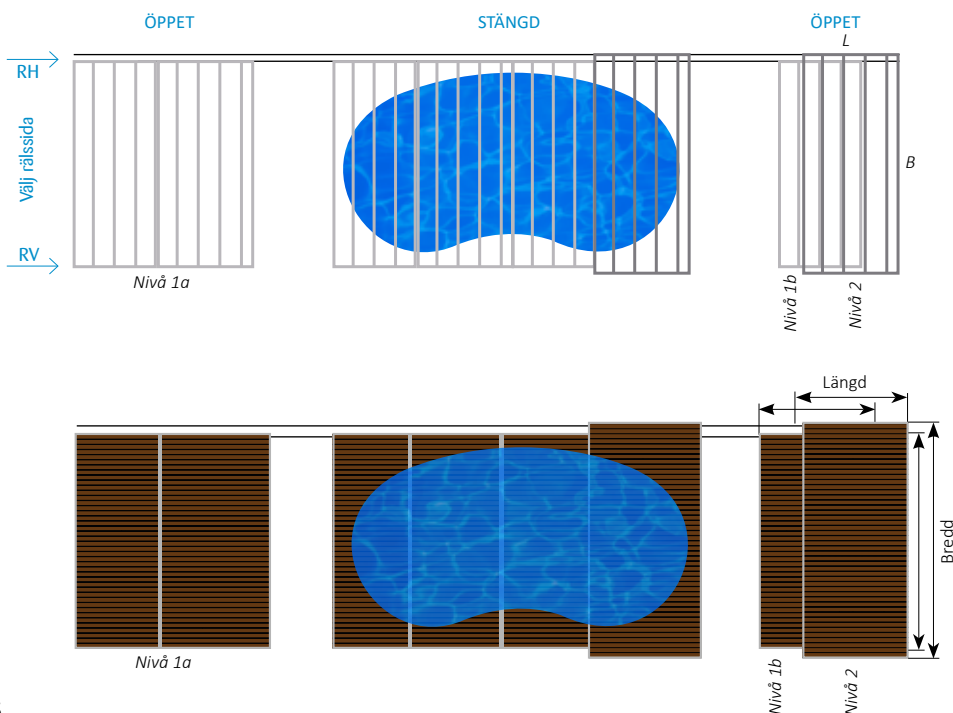 ÖPPET
STÄNGD
ÖPPET
L
RH
Välj rälssida
B
RV
Nivå 1a
Nivå 1b
Nivå 2
Längd
Bredd
Nivå 1a
Nivå 1b
Nivå 2